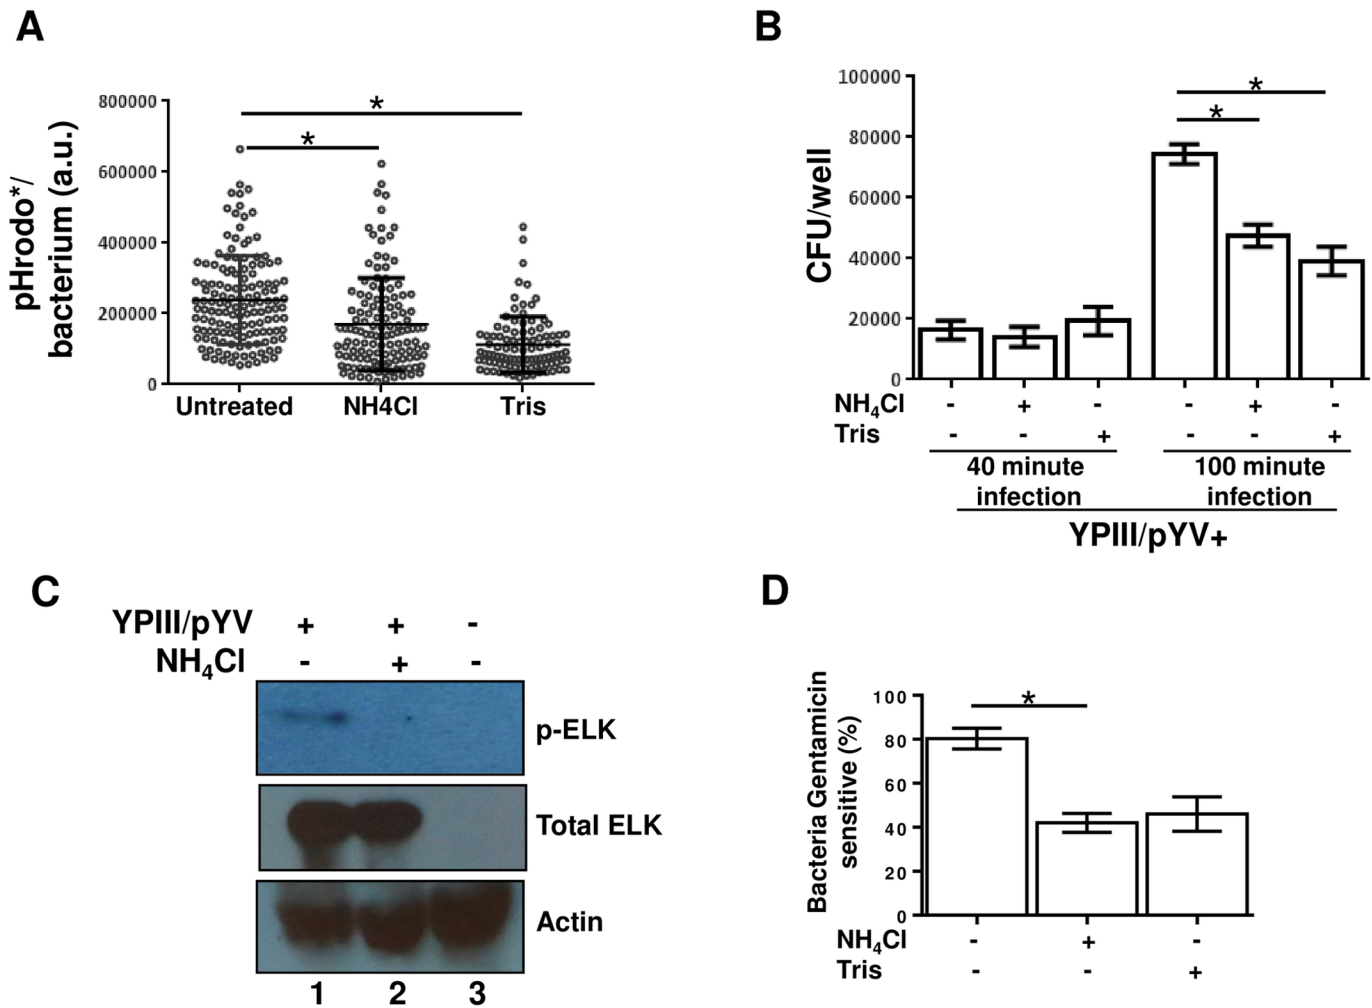 A
pHrodo*/
bacterium (a.u.)
800000
600000
400000
200000
0
*
*
Untreated NH4Cl Tris
B
CFU/well
100000
80000
60000
40000
20000
0
*
*
NH₄Cl - + - - + -
Tris - - + - - +
40 minute
infection
100 minute
infection
YPIII/pYV+
C
YPIII/pYV + + -
NH₄Cl - + -
p-ELK
Total ELK
Actin
1 2 3
D
Bacteria Gentamicin
sensitive (%)
100
80
60
40
20
0
*
NH₄Cl - + -
Tris - - +